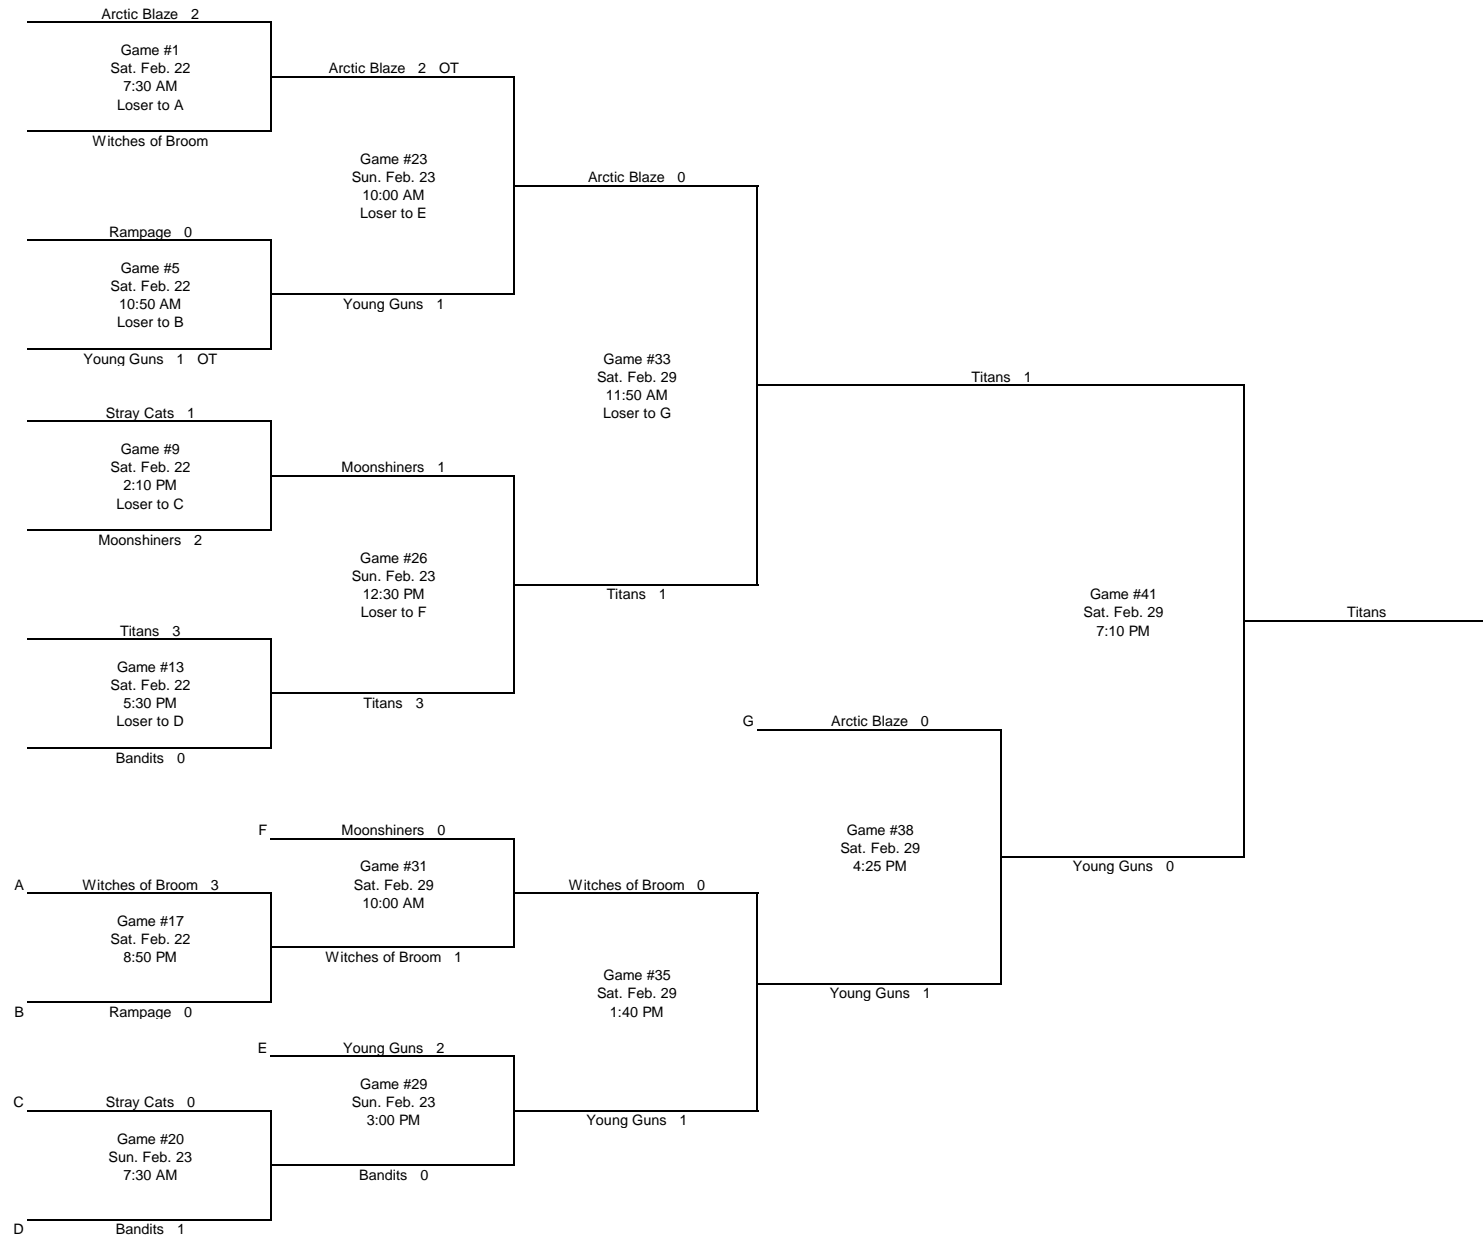 Arctic Blaze 2
Game #1
Sat. Feb. 22
7:30 AM
Loser to A
Witches of Broom
Arctic Blaze 2 OT
Game #23
Sun. Feb. 23
10:00 AM
Loser to E
Young Guns 1
Rampage 0
Game #5
Sat. Feb. 22
10:50 AM
Loser to B
Young Guns 1 OT
Arctic Blaze 0
Game #33
Sat. Feb. 29
11:50 AM
Loser to G
Titans 1
Stray Cats 1
Game #9
Sat. Feb. 22
2:10 PM
Loser to C
Moonshiners 2
Moonshiners 1
Game #26
Sun. Feb. 23
12:30 PM
Loser to F
Titans 3
Titans 3
Game #13
Sat. Feb. 22
5:30 PM
Loser to D
Bandits 0
Titans 1
Game #41
Sat. Feb. 29
7:10 PM
Titans
G Arctic Blaze 0
Game #38
Sat. Feb. 29
4:25 PM
Young Guns 1
Young Guns 0
F Moonshiners 0
Game #31
Sat. Feb. 29
10:00 AM
Witches of Broom 1
A Witches of Broom 3
Game #17
Sat. Feb. 22
8:50 PM
B Rampage 0
Witches of Broom 0
Game #35
Sat. Feb. 29
1:40 PM
Young Guns 1
E Young Guns 2
Game #29
Sun. Feb. 23
3:00 PM
Bandits 0
C Stray Cats 0
Game #20
Sun. Feb. 23
7:30 AM
D Bandits 1